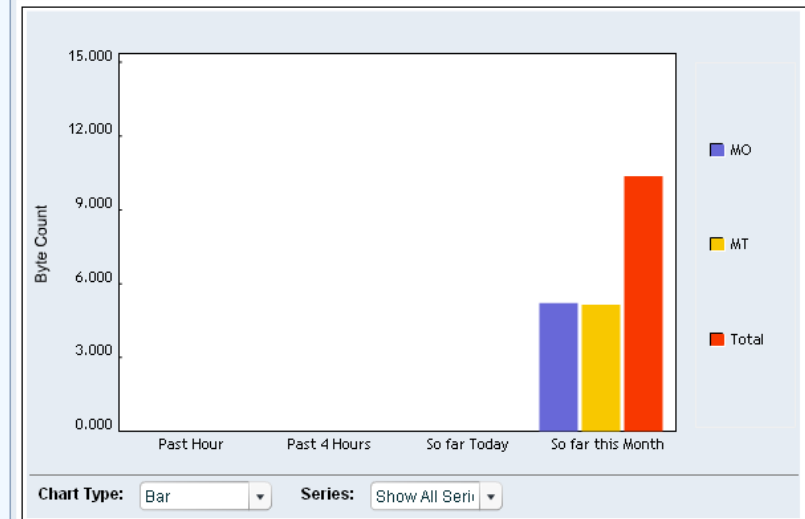 15.000
12.000
9.000
6.000
3.000
0.000
Byte Count
Past Hour Past 4 Hours So far Today So far this Month
MO
MT
Total
Chart Type: Bar Series: Show All Seri